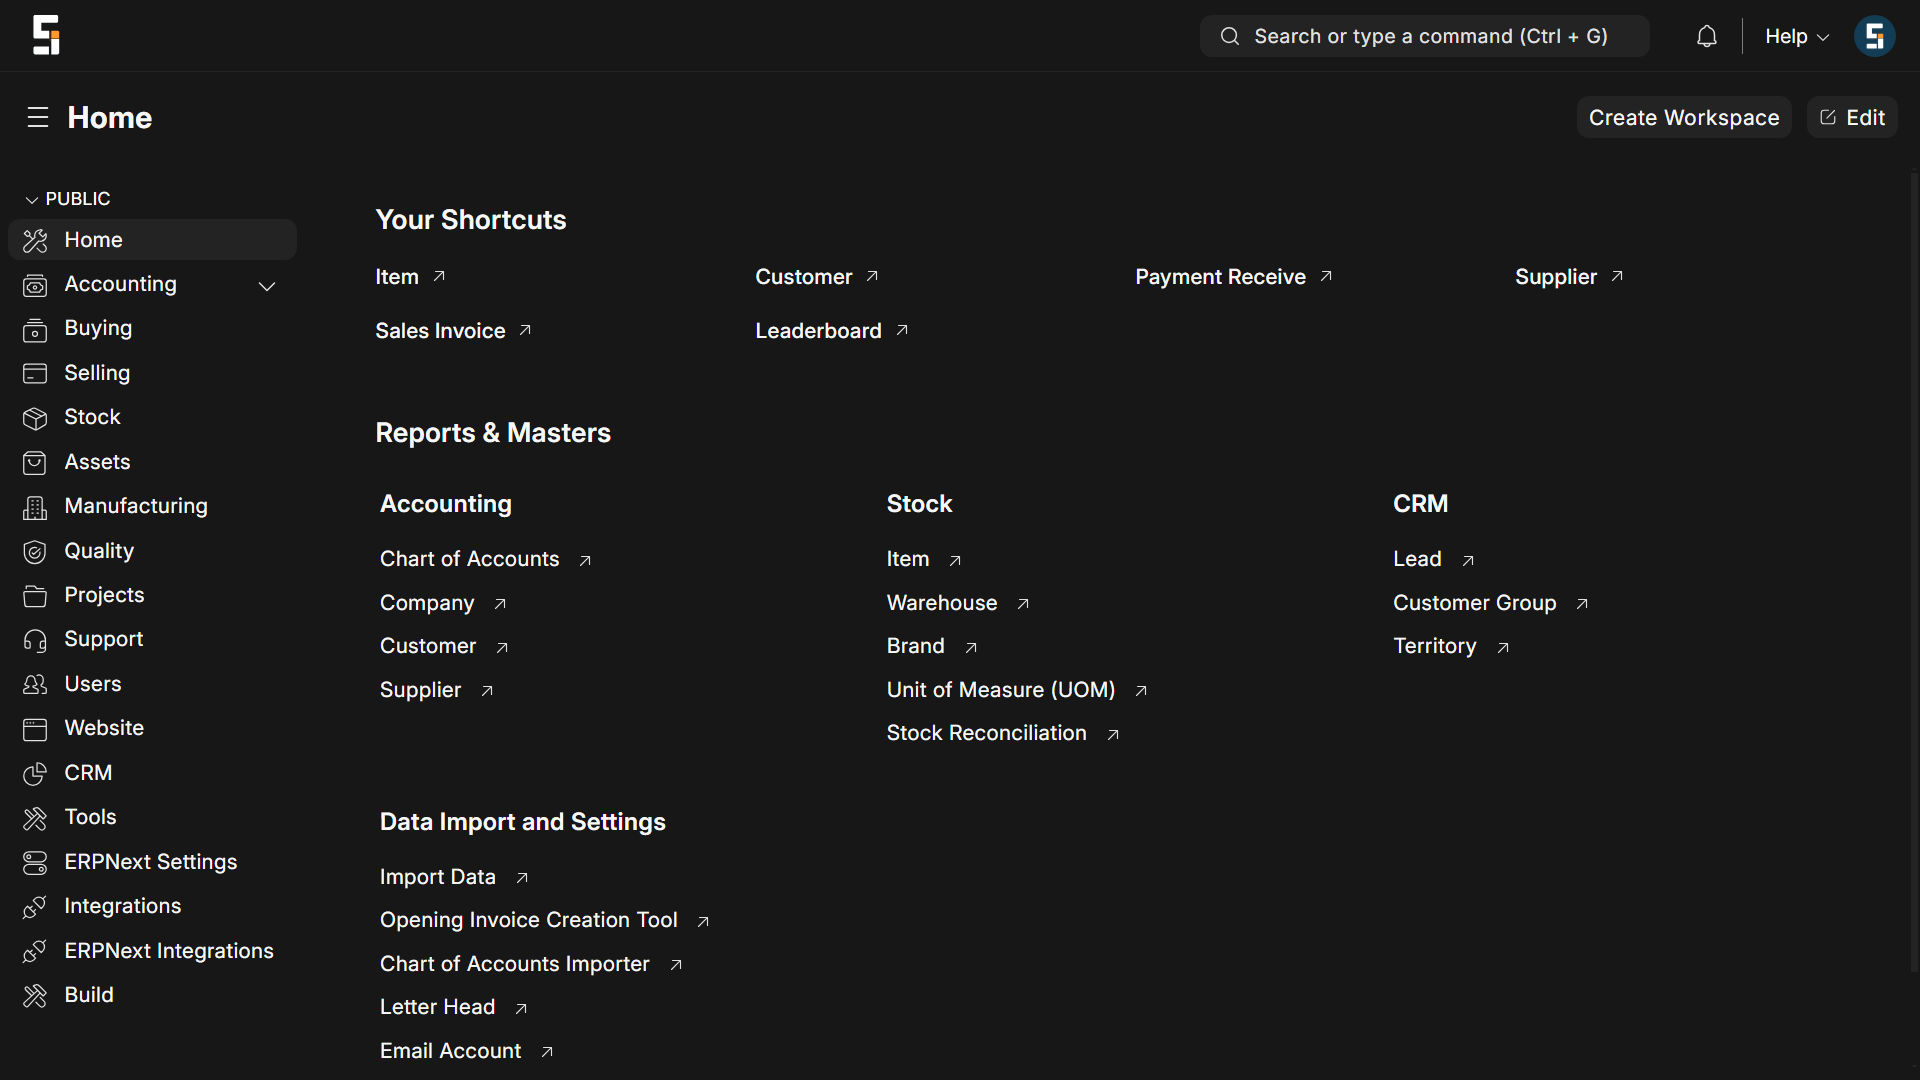 Search or type a command (Ctrl + G)
Help
Home
Create Workspace
Edit
PUBLIC
Home
Accounting
Buying
Selling
Stock
Assets
Manufacturing
Quality
Projects
Support
Users
Website
CRM
Tools
ERPNext Settings
Integrations
ERPNext Integrations
Build
Your Shortcuts
Item
Customer
Payment Receive
Supplier
Sales Invoice
Leaderboard
Reports & Masters
Accounting
Chart of Accounts
Company
Customer
Supplier
Stock
Item
Warehouse
Brand
Unit of Measure (UOM)
Stock Reconciliation
CRM
Lead
Customer Group
Territory
Data Import and Settings
Import Data
Opening Invoice Creation Tool
Chart of Accounts Importer
Letter Head
Email Account